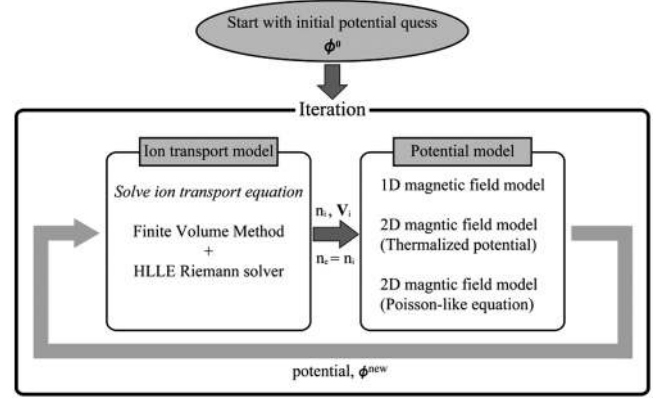 Start with initial potential quess
ϕ⁰
Iteration
Ion transport model
Solve ion transport equation
Finite Volume Method
+
HLLE Riemann solver
nᵢ, Vᵢ
nₑ = nᵢ
Potential model
1D magnetic field model
2D magntic field model
(Thermalized potential)
2D magntic field model
(Poisson-like equation)
potential, ϕⁿᵉʷ